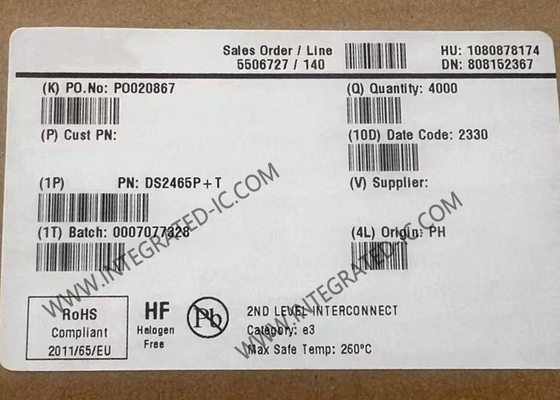 Sales Order / Line
5506727 / 140
HU: 1080878174
DN: 808152367
(K) PO.No: PO020867
(Q) Quantity: 4000
(P) Cust PN:
(10D) Date Code: 2330
(1P) PN: DS2465P+T
(V) Supplier:
(1T) Batch: 0007077328
(4L) Origin: PH
RoHS
Compliant
2011/65/EU
HF
Halogen
Free
Pb
2ND LEVEL INTERCONNECT
Category: e3
Max Safe Temp: 260°C
WWW.INTEGRATED-IC.COM
WWW.INTEGRATED-IC.COM